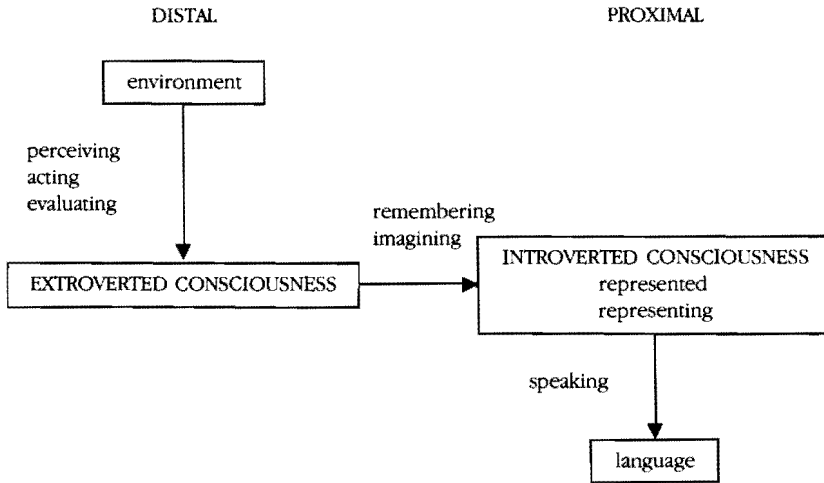 DISTAL
PROXIMAL
environment
perceiving
acting
evaluating
remembering
imagining
EXTROVERTED CONSCIOUSNESS
INTROVERTED CONSCIOUSNESS
represented
representing
speaking
language